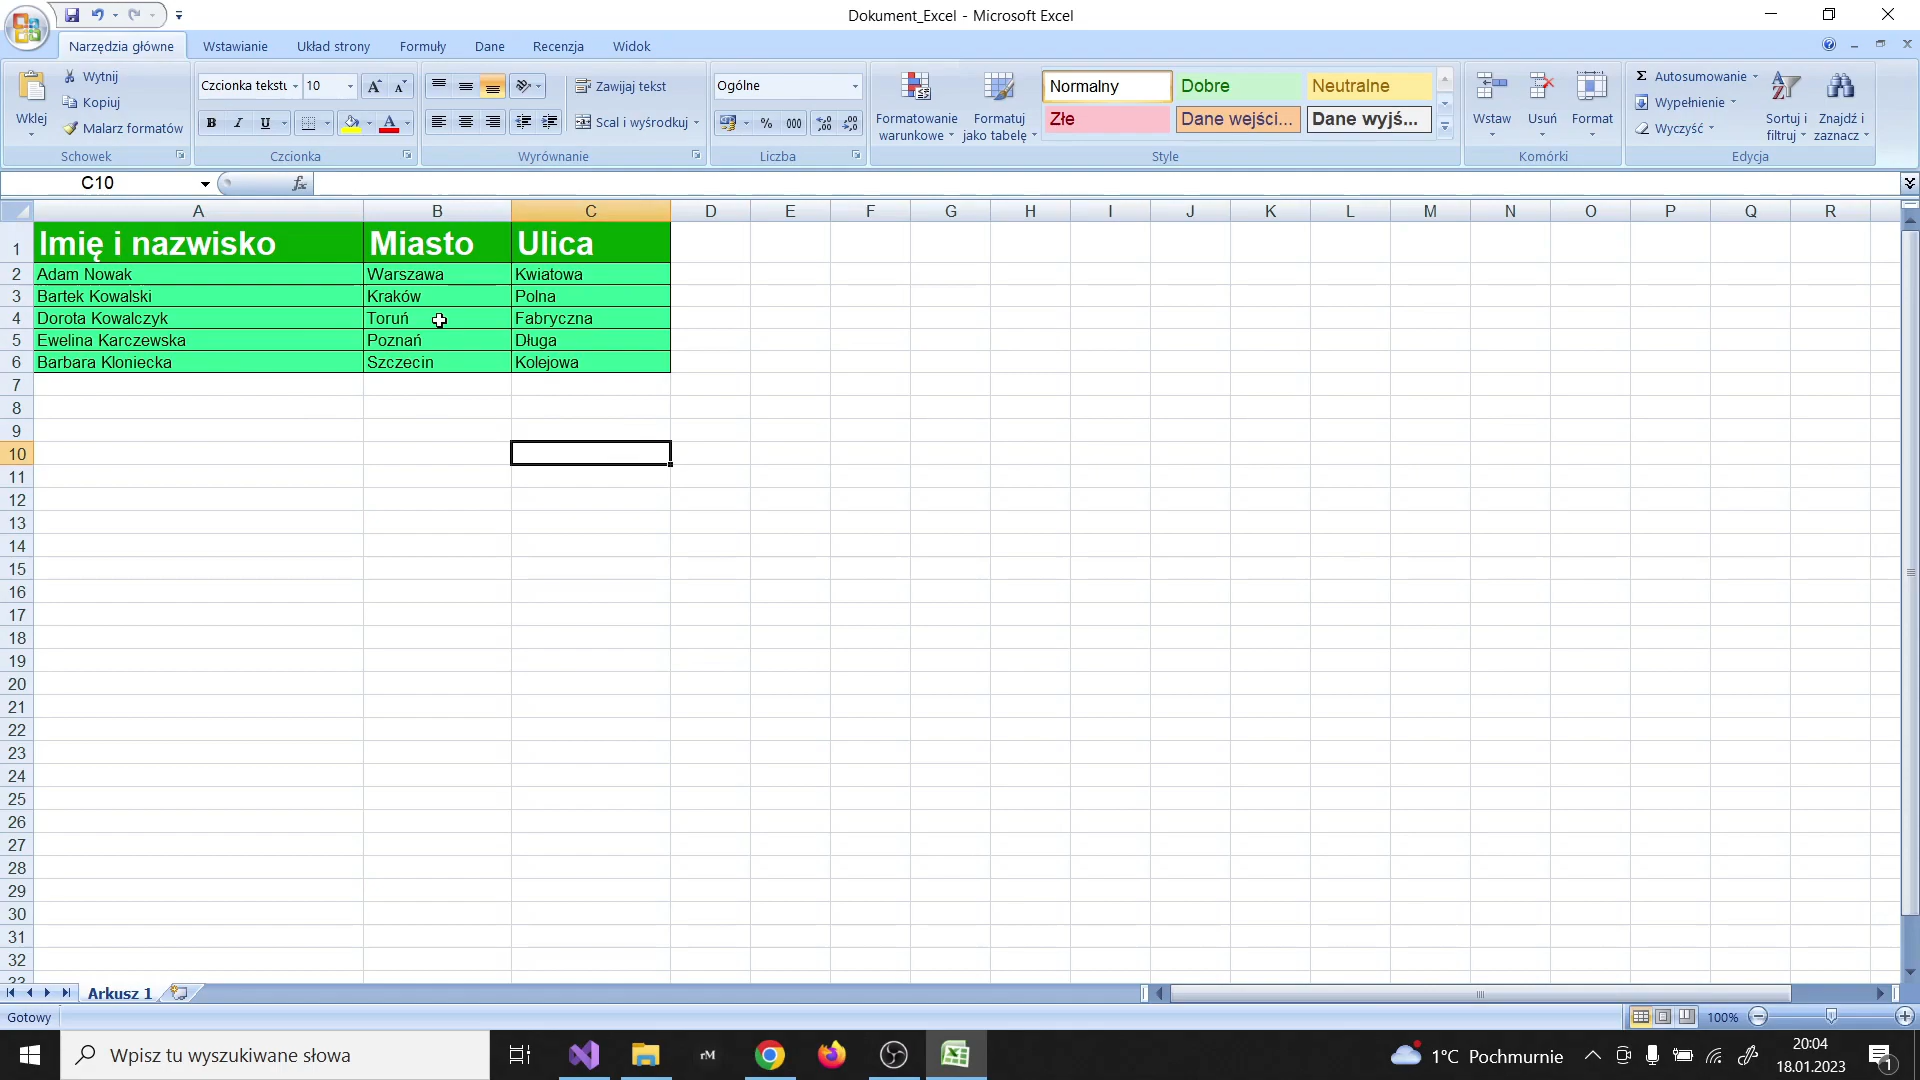 Dokument_Excel - Microsoft Excel
Narzędzia główne Wstawianie Układ strony Formuły Dane Recenzja Widok
Wklej
Wytnij
Kopiuj
Malarz formatów
Schowek
Czcionka tekstu 10
B I U
Czcionka
Zawijaj tekst
Scal i wyśrodkuj
Wyrównanie
Ogólne
% 000
Liczba
Formatowanie warunkowe
Formatuj jako tabelę
Normalny Dobre Neutralne
Złe Dane wejści... Dane wyjś...
Style
Wstaw Usuń Format
Komórki
Σ Autosumowanie
Wypełnienie
Wyczyść
Sortuj i filtruj
Znajdź i zaznacz
Edycja
C10 fx
A B C D E F G H I J K L M N O P Q R
1 Imię i nazwisko Miasto Ulica
2 Adam Nowak Warszawa Kwiatowa
3 Bartek Kowalski Kraków Polna
4 Dorota Kowalczyk Toruń Fabryczna
5 Ewelina Karczewska Poznań Długa
6 Barbara Kloniecka Szczecin Kolejowa
7
8
9
10
11
12
13
14
15
16
17
18
19
20
21
22
23
24
25
26
27
28
29
30
31
32
33
Arkusz 1
Gotowy 100%
Wpisz tu wyszukiwane słowa
rM
1°C Pochmurnie
20:04
18.01.2023
1